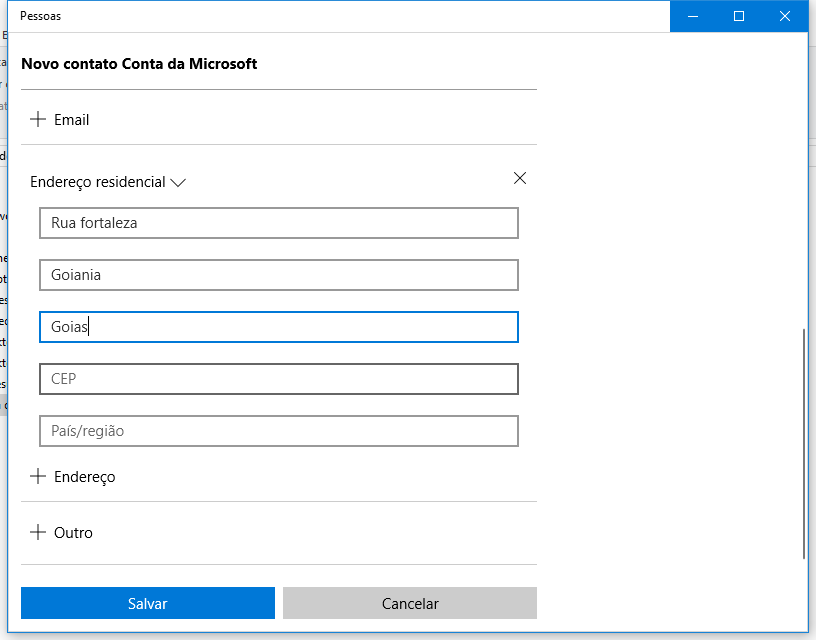 Pessoas
Novo contato Conta da Microsoft
Email
Endereço residencial
Rua fortaleza
Goiania
Goias
CEP
País/região
Endereço
Outro
Salvar
Cancelar